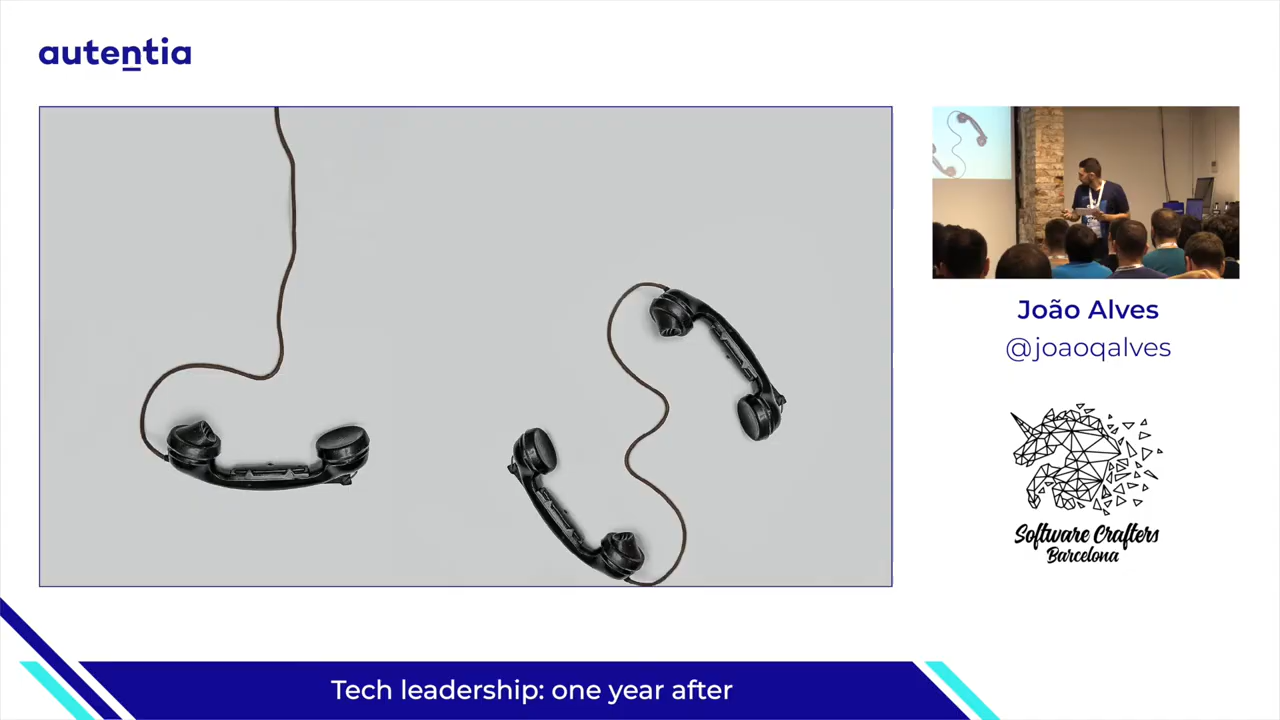 autentia
João Alves
@joaoqalves
Software Crafters
Barcelona
Tech leadership: one year after